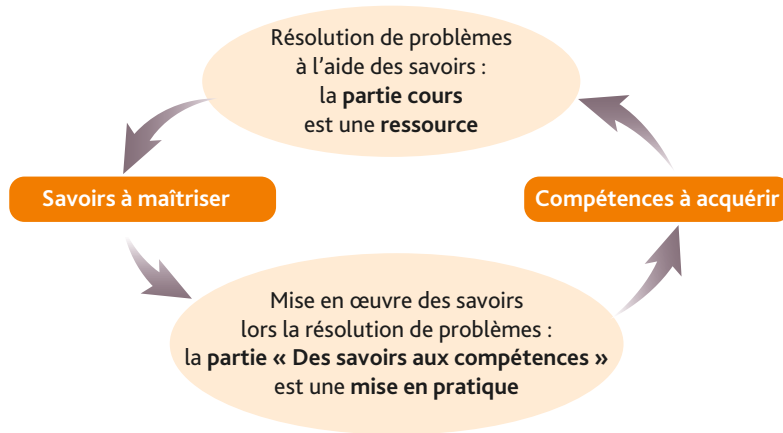 Résolution de problèmes
à l'aide des savoirs :
la partie cours
est une ressource
Savoirs à maîtriser
Compétences à acquérir
Mise en œuvre des savoirs
lors la résolution de problèmes :
la partie « Des savoirs aux compétences »
est une mise en pratique